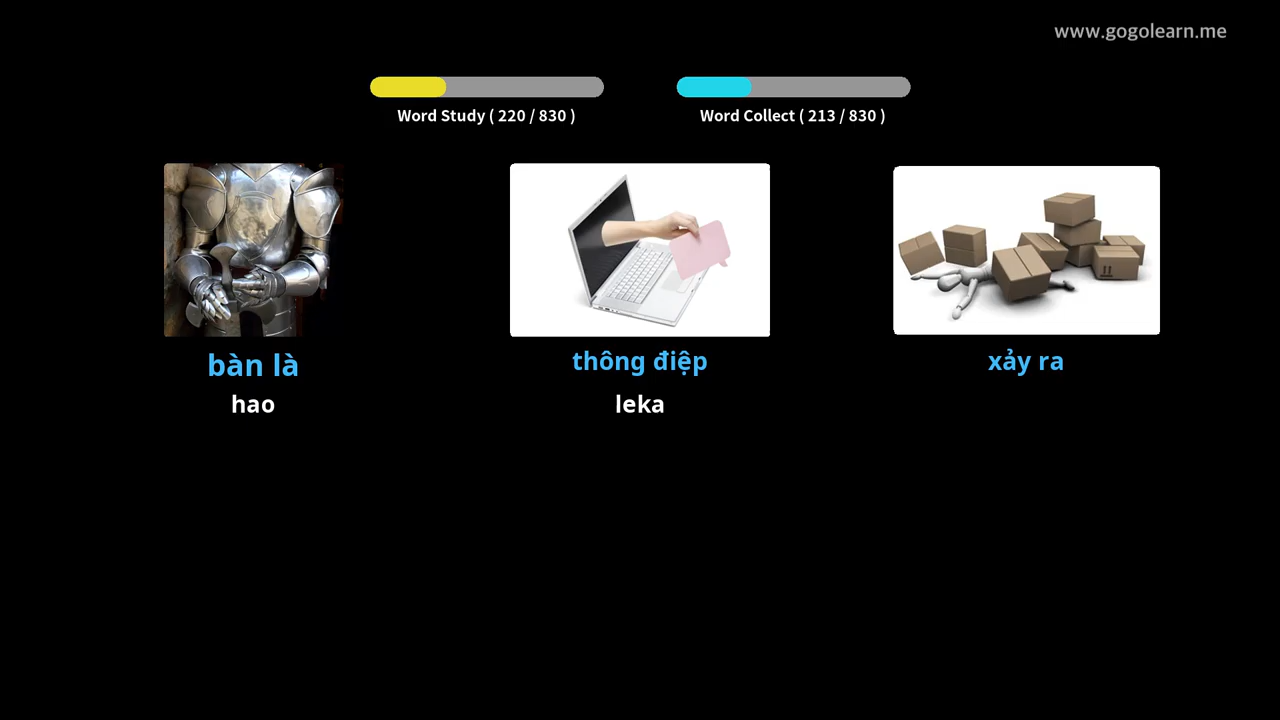 www.gogolearn.me
Word Study ( 220 / 830 )
Word Collect ( 213 / 830 )
bàn là
hao
thông điệp
leka
xảy ra